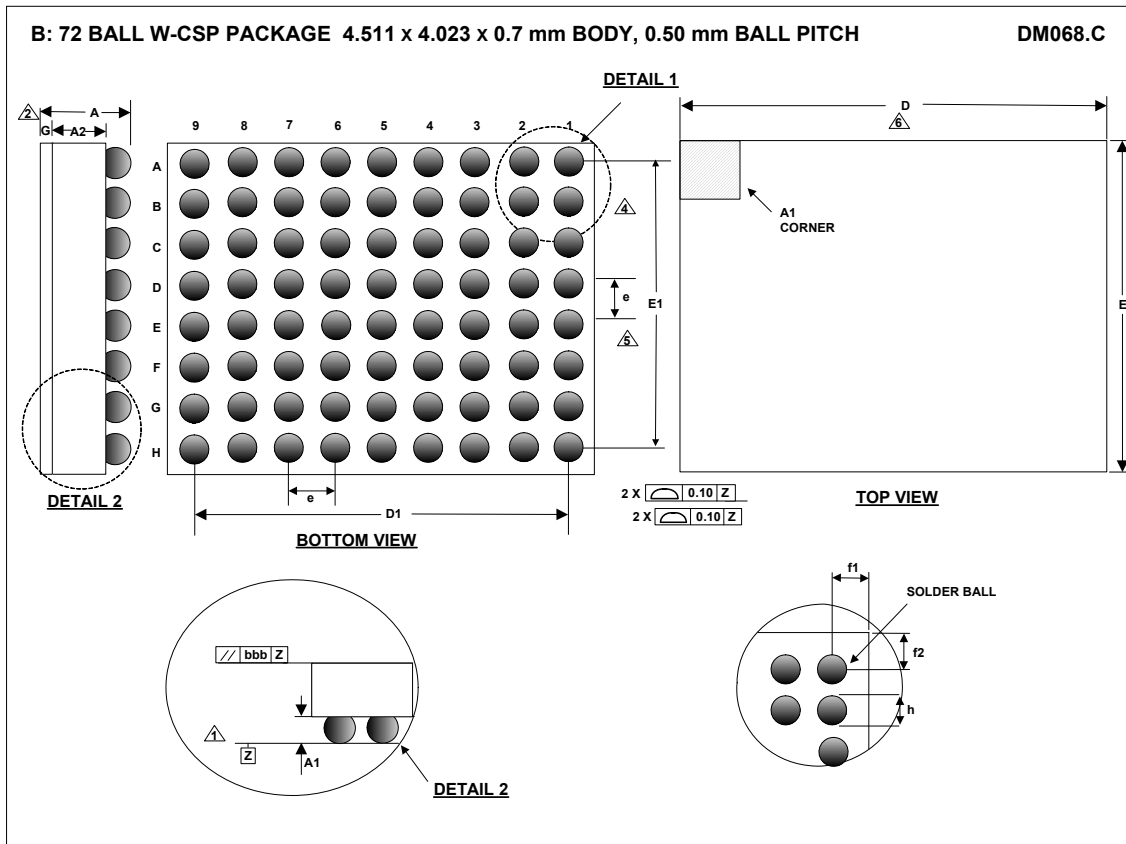 B: 72 BALL W-CSP PACKAGE 4.511 x 4.023 x 0.7 mm BODY, 0.50 mm BALL PITCH DM068.C
DETAIL 1
2 A
G A2
9 8 7 6 5 4 3 2 1
A
B
C
D
E
F
G
H
4
e
5
E1
e
D1
DETAIL 2
BOTTOM VIEW
D
6
A1
CORNER
E
2 X 0.10 Z
2 X 0.10 Z
TOP VIEW
// bbb Z
1
Z
A1
DETAIL 2
f1
SOLDER BALL
f2
h